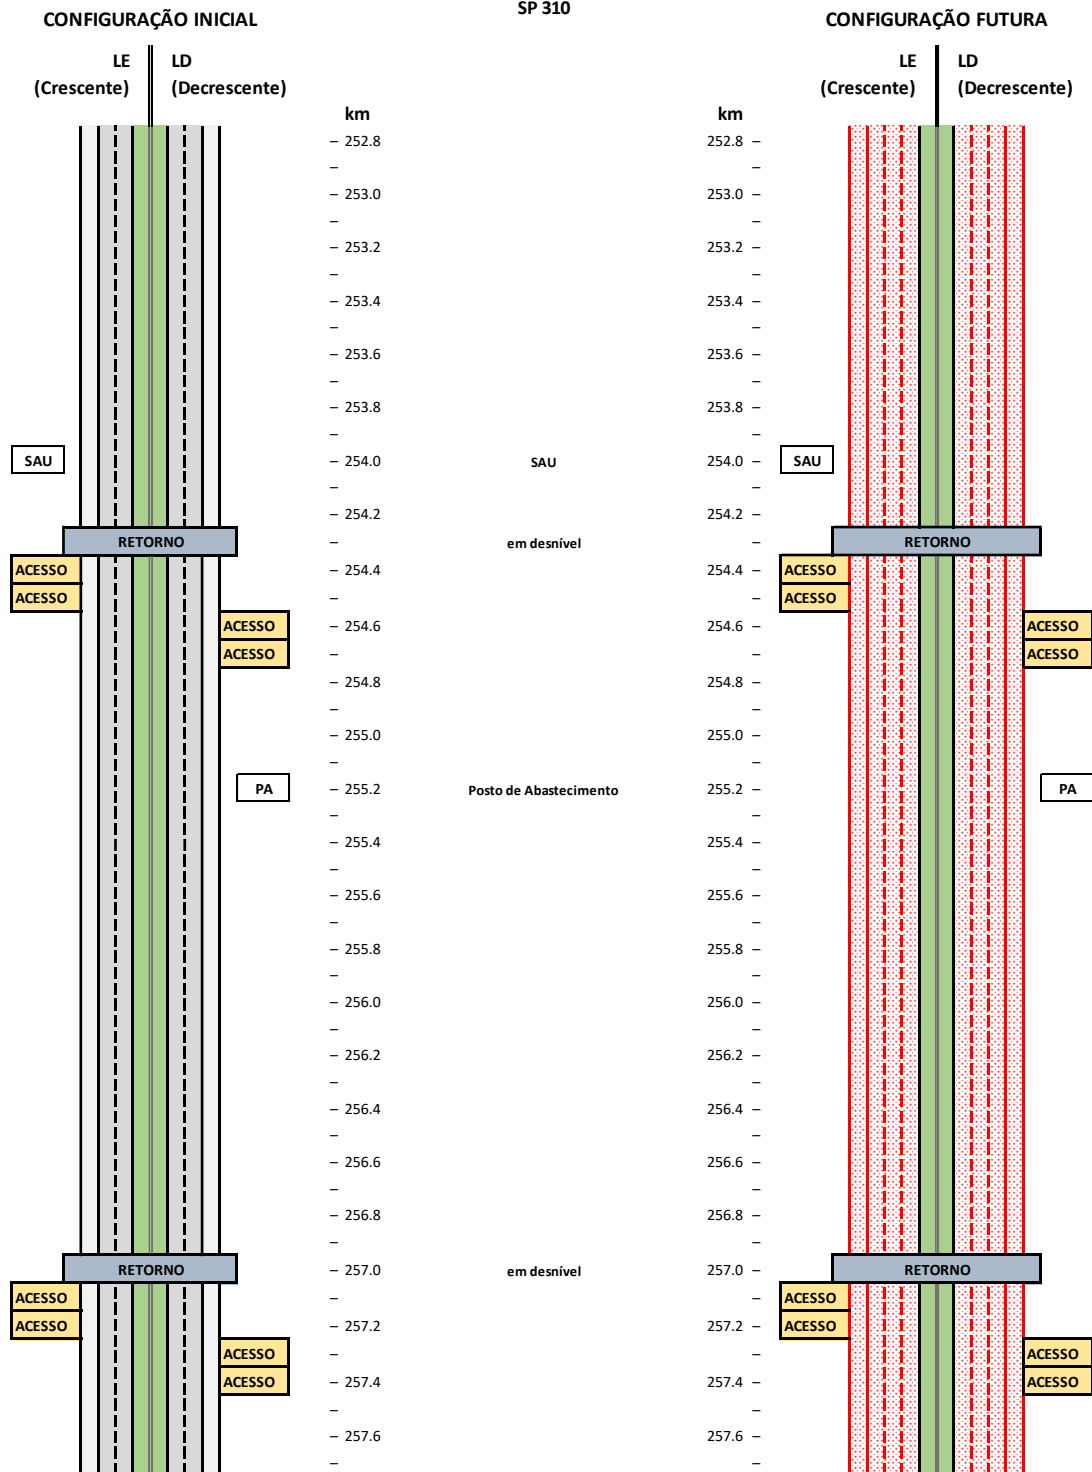 SP 310
CONFIGURAÇÃO INICIAL CONFIGURAÇÃO FUTURA
LE LD LE LD
(Crescente) (Decrescente) (Crescente) (Decrescente)
km km
– 252.8 252.8 –
– –
– 253.0 253.0 –
– –
– 253.2 253.2 –
– –
– 253.4 253.4 –
– –
– 253.6 253.6 –
– –
– 253.8 253.8 –
– –
SAU – 254.0 SAU 254.0 – SAU
– –
– 254.2 254.2 –
RETORNO – em desnível – RETORNO
ACESSO – 254.4 254.4 – ACESSO
ACESSO – – ACESSO
ACESSO – 254.6 254.6 – ACESSO
ACESSO – – ACESSO
– 254.8 254.8 –
– –
– 255.0 255.0 –
– –
PA – 255.2 Posto de Abastecimento 255.2 – PA
– –
– 255.4 255.4 –
– –
– 255.6 255.6 –
– –
– 255.8 255.8 –
– –
– 256.0 256.0 –
– –
– 256.2 256.2 –
– –
– 256.4 256.4 –
– –
– 256.6 256.6 –
– –
– 256.8 256.8 –
– –
RETORNO – 257.0 em desnível 257.0 – RETORNO
ACESSO – – ACESSO
ACESSO – 257.2 257.2 – ACESSO
ACESSO – – ACESSO
ACESSO – 257.4 257.4 – ACESSO
– –
– 257.6 257.6 –
– –